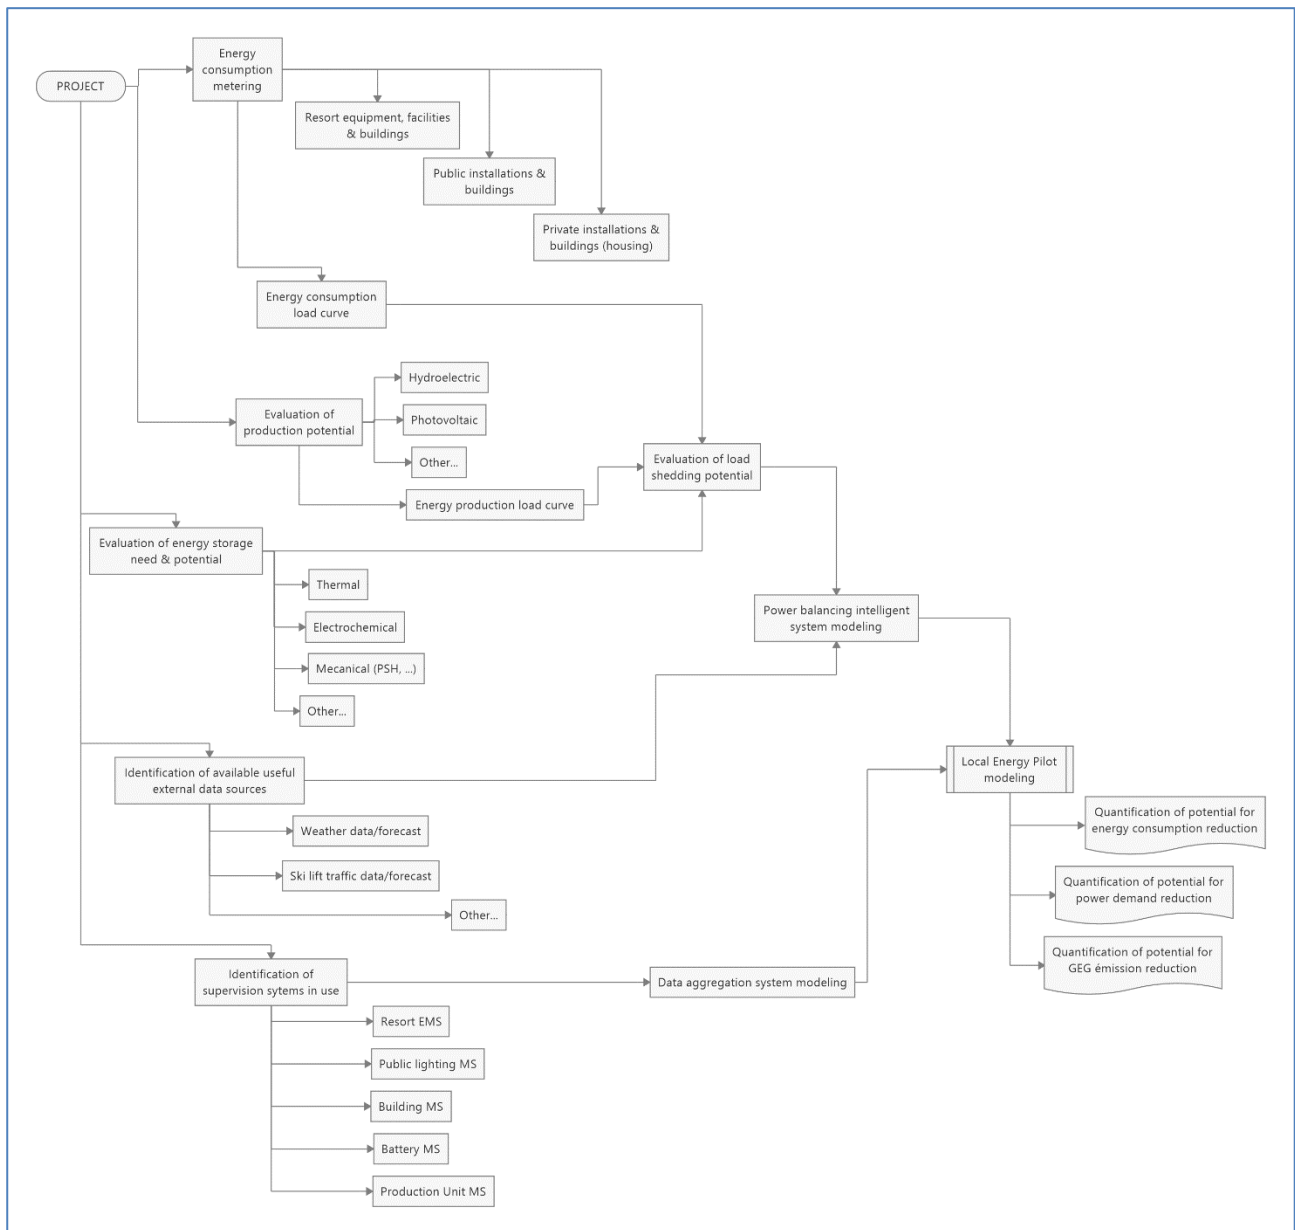 PROJECT
Energy
consumption
metering
Resort equipment, facilities
& buildings
Public installations &
buildings
Private installations &
buildings (housing)
Energy consumption
load curve
Evaluation of
production potential
Hydroelectric
Photovoltaic
Other...
Energy production load curve
Evaluation of load
shedding potential
Evaluation of energy storage
need & potential
Thermal
Electrochemical
Mecanical (PSH, ...)
Other...
Power balancing intelligent
system modeling
Identification of available useful
external data sources
Weather data/forecast
Ski lift traffic data/forecast
Other...
Local Energy Pilot
modeling
Quantification of potential for
energy consumption reduction
Quantification of potential for
power demand reduction
Quantification of potential for
GEG émission reduction
Identification of
supervision sytems in use
Data aggregation system modeling
Resort EMS
Public lighting MS
Building MS
Battery MS
Production Unit MS